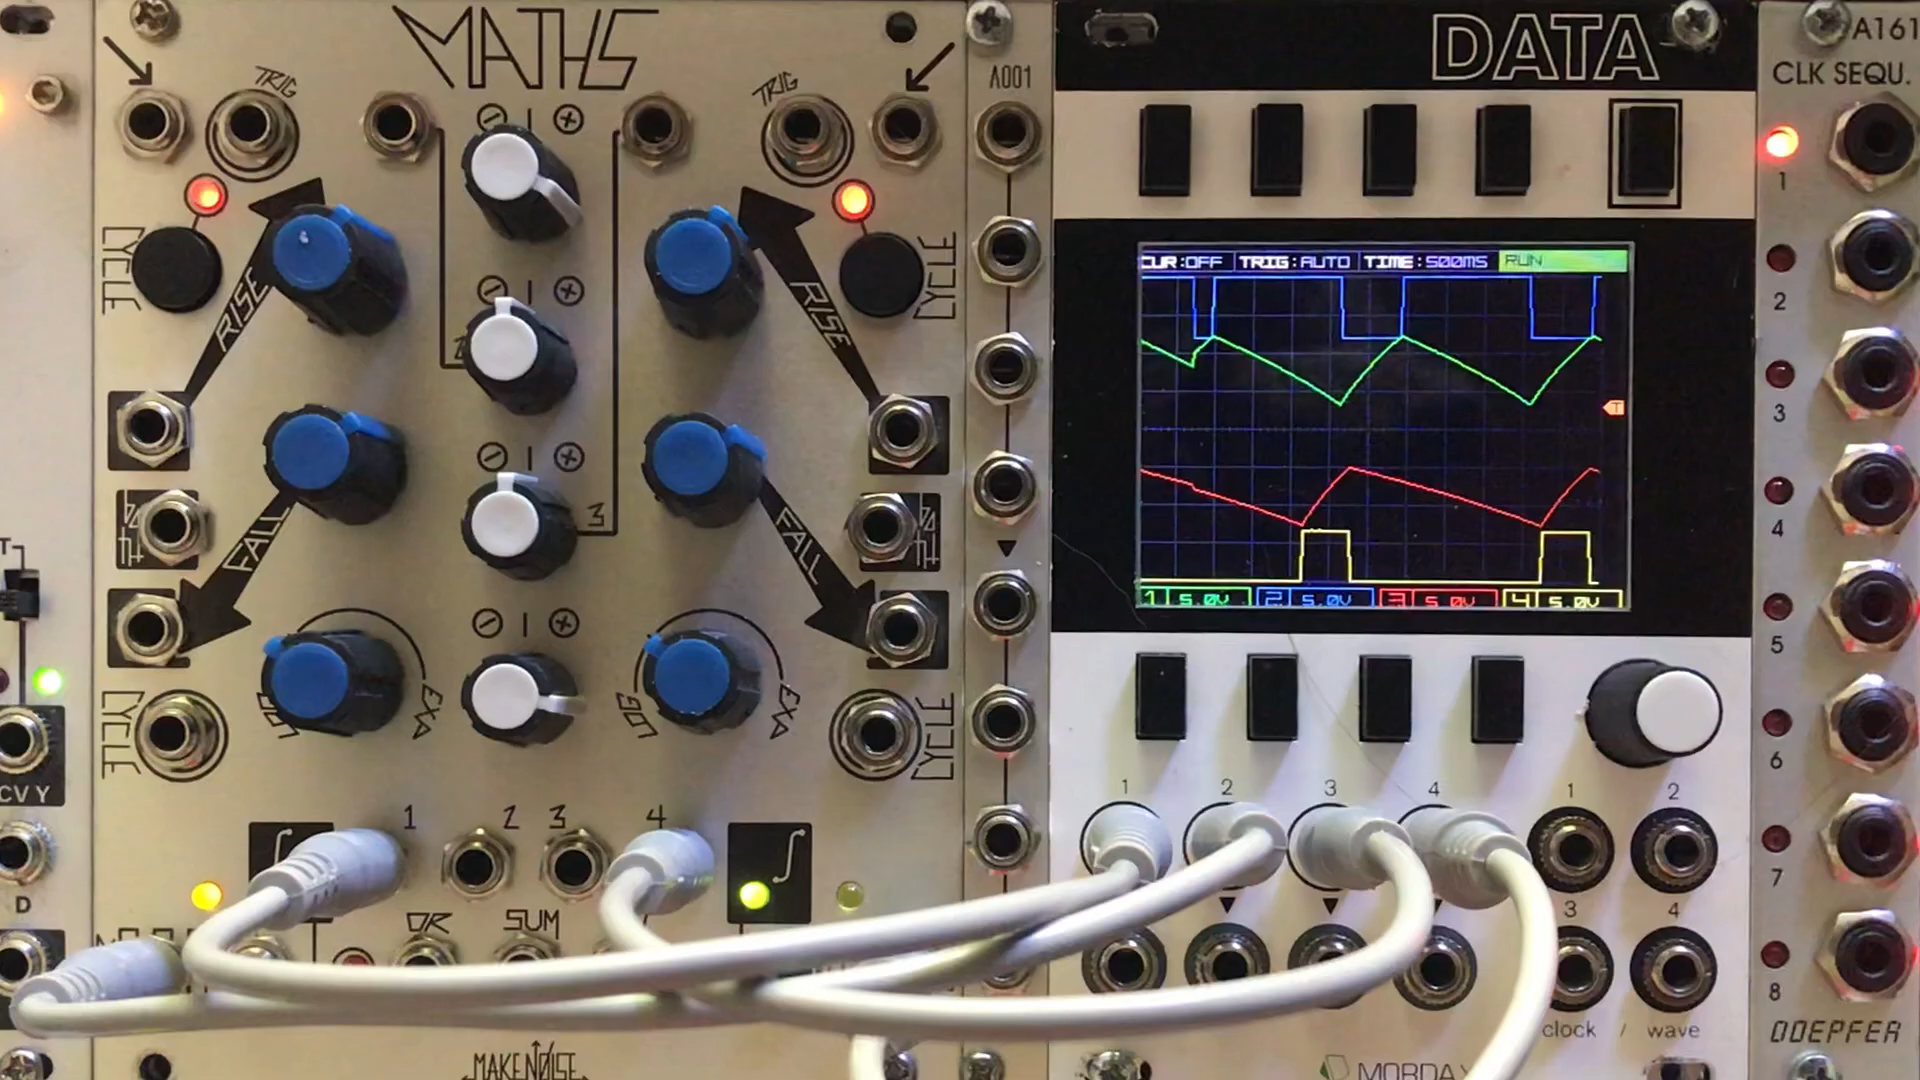 MATHS
TRIG
TRIG
CYCLE
CYCLE
RISE
RISE
3
FALL
FALL
LOG
EXP
LOG
EXP
CYCLE
CYCLE
1
2
3
4
OR
SUM
MAKENOISE
CV Y
D
A001
DATA
CUR:OFF
TRIG:AUTO
TIME:500MS
RUN
T
1 5.0V
2 5.0V
3 5.0V
4 5.0V
1
2
3
4
1
2
3
4
clock / wave
MORDAX
A161
CLK SEQU.
1
2
3
4
5
6
7
8
DOEPFER